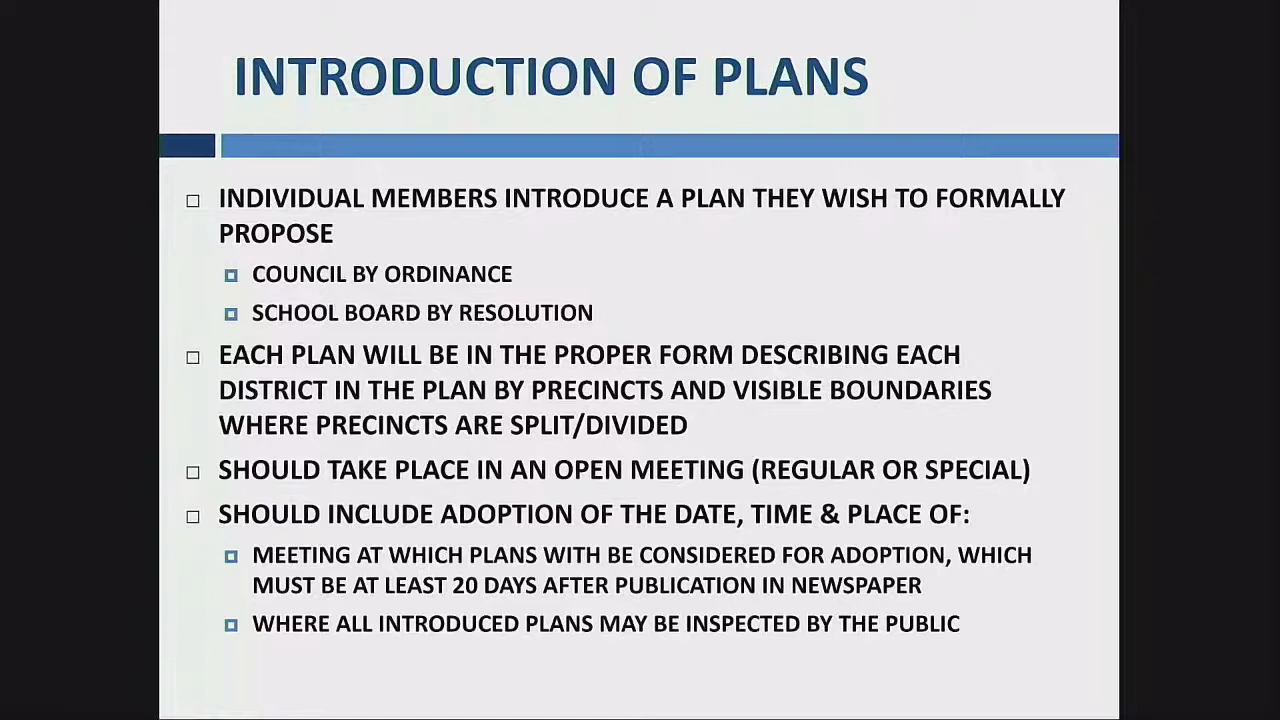 INTRODUCTION OF PLANS
INDIVIDUAL MEMBERS INTRODUCE A PLAN THEY WISH TO FORMALLY
PROPOSE
COUNCIL BY ORDINANCE
SCHOOL BOARD BY RESOLUTION
EACH PLAN WILL BE IN THE PROPER FORM DESCRIBING EACH
DISTRICT IN THE PLAN BY PRECINCTS AND VISIBLE BOUNDARIES
WHERE PRECINCTS ARE SPLIT/DIVIDED
SHOULD TAKE PLACE IN AN OPEN MEETING (REGULAR OR SPECIAL)
SHOULD INCLUDE ADOPTION OF THE DATE, TIME & PLACE OF:
MEETING AT WHICH PLANS WITH BE CONSIDERED FOR ADOPTION, WHICH
MUST BE AT LEAST 20 DAYS AFTER PUBLICATION IN NEWSPAPER
WHERE ALL INTRODUCED PLANS MAY BE INSPECTED BY THE PUBLIC